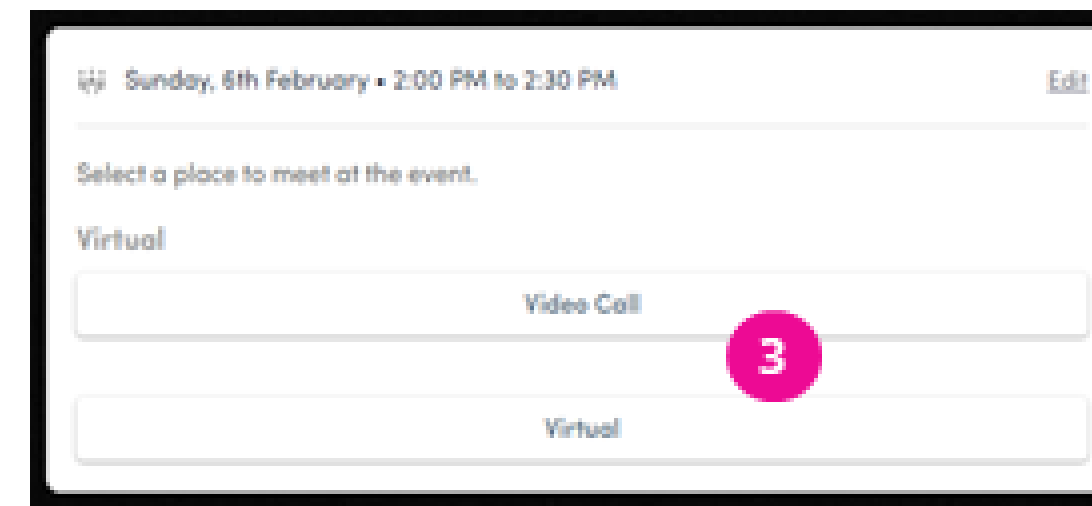 Sunday, 6th February • 2:00 PM to 2:30 PM Edit
Select a place to meet at the event.
Virtual
Video Call
3
Virtual